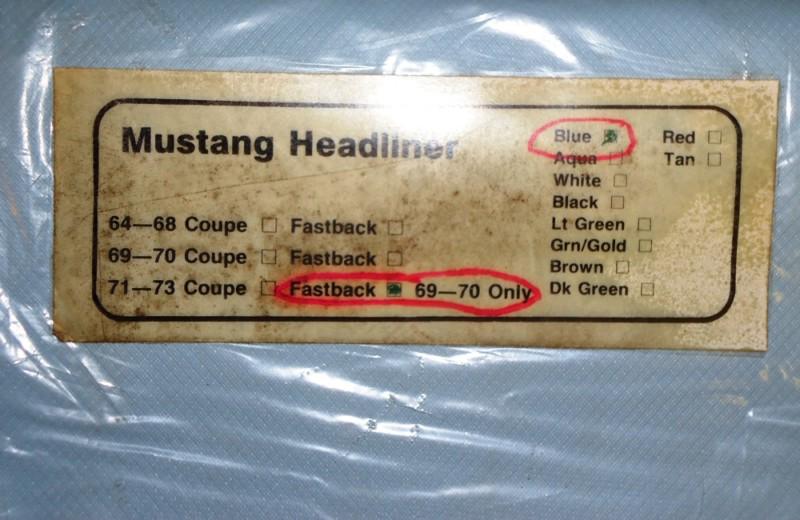 Mustang Headliner
64—68 Coupe Fastback
69—70 Coupe Fastback
71—73 Coupe Fastback 69—70 Only
Blue Red
Aqua Tan
White
Black
Lt Green
Grn/Gold
Brown
Dk Green